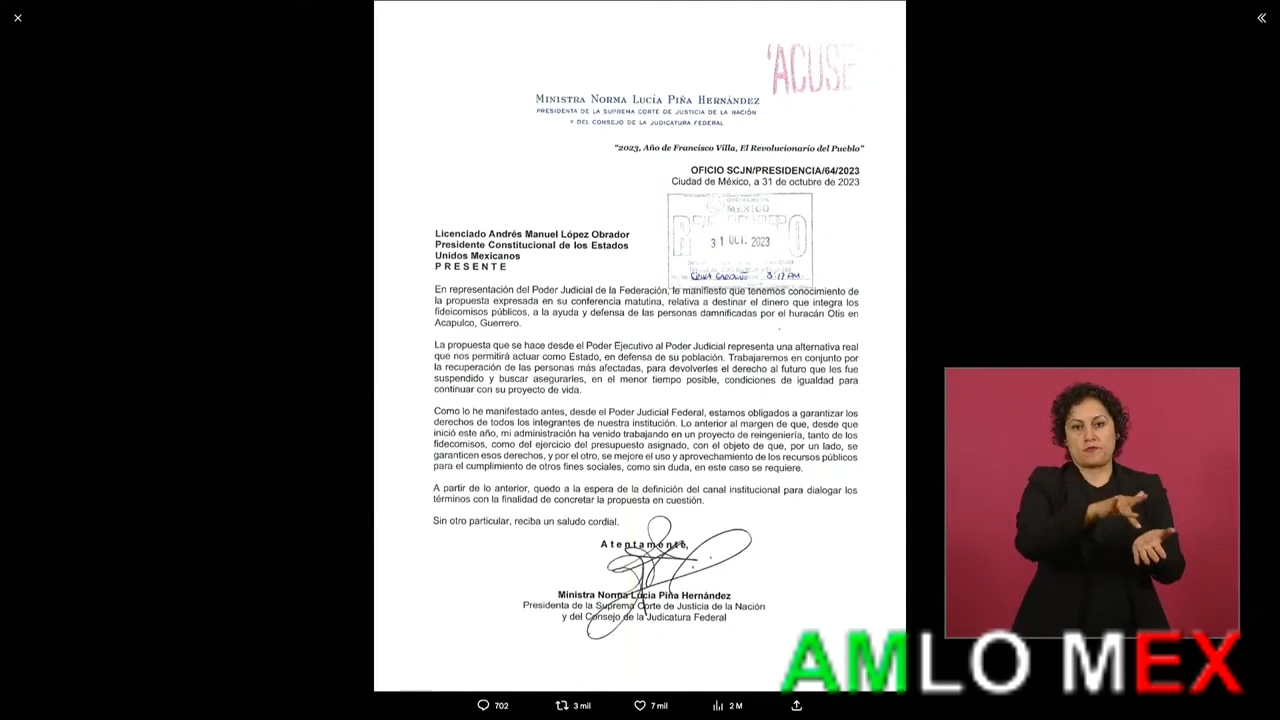 'ACUSE
MINISTRA NORMA LUCÍA PIÑA HERNÁNDEZ
PRESIDENTA DE LA SUPREMA CORTE DE JUSTICIA DE LA NACIÓN
Y DEL CONSEJO DE LA JUDICATURA FEDERAL
"2023, Año de Francisco Villa, El Revolucionario del Pueblo"
OFICIO SCJN/PRESIDENCIA/64/2023
Ciudad de México, a 31 de octubre de 2023
MÉXICO
31 OCT. 2023
8:17 AM
Licenciado Andrés Manuel López Obrador
Presidente Constitucional de los Estados
Unidos Mexicanos
P R E S E N T E
En representación del Poder Judicial de la Federación, le manifiesto que tenemos conocimiento de
la propuesta expresada en su conferencia matutina, relativa a destinar el dinero que integra los
fideicomisos públicos, a la ayuda y defensa de las personas damnificadas por el huracán Otis en
Acapulco, Guerrero.
La propuesta que se hace desde el Poder Ejecutivo al Poder Judicial representa una alternativa real
que nos permitirá actuar como Estado, en defensa de su población. Trabajaremos en conjunto por
la recuperación de las personas más afectadas, para devolverles el derecho al futuro que les fue
suspendido y buscar asegurarles, en el menor tiempo posible, condiciones de igualdad para
continuar con su proyecto de vida.
Como lo he manifestado antes, desde el Poder Judicial Federal, estamos obligados a garantizar los
derechos de todos los integrantes de nuestra institución. Lo anterior al margen de que, desde que
inició este año, mi administración ha venido trabajando en un proyecto de reingeniería, tanto de los
fidecomisos, como del ejercicio del presupuesto asignado, con el objeto de que, por un lado, se
garanticen esos derechos, y por el otro, se mejore el uso y aprovechamiento de los recursos públicos
para el cumplimiento de otros fines sociales, como sin duda, en este caso se requiere.
A partir de lo anterior, quedo a la espera de la definición del canal institucional para dialogar los
términos con la finalidad de concretar la propuesta en cuestión.
Sin otro particular, reciba un saludo cordial.
A t e n t a m e n t e,
Ministra Norma Lucía Piña Hernández
Presidenta de la Suprema Corte de Justicia de la Nación
y del Consejo de la Judicatura Federal
AMLO MEX
702
3 mil
7 mil
2 M